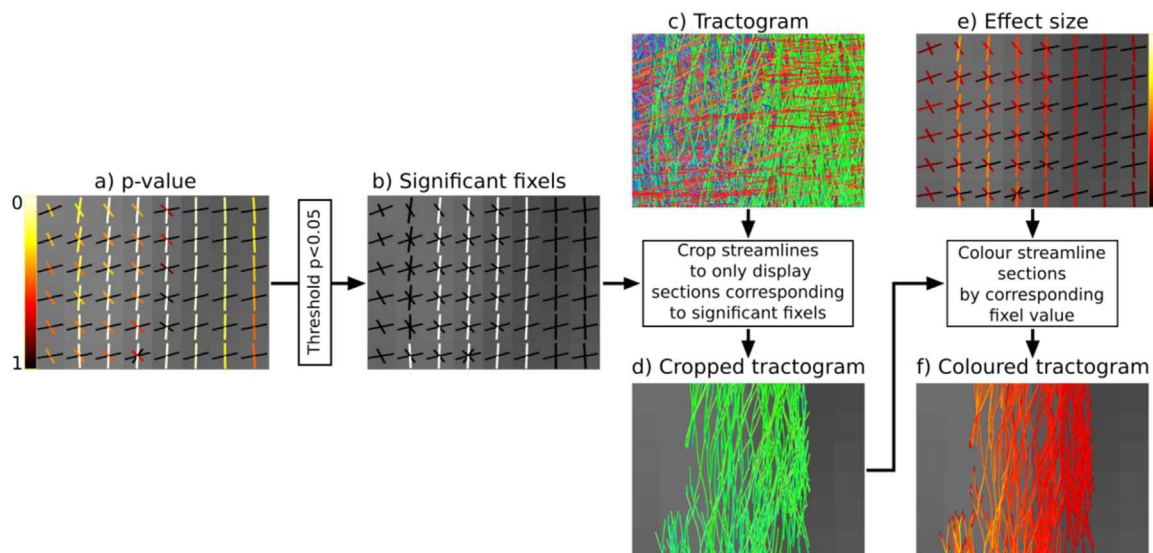 a) p-value
0
1
Threshold p<0.05
b) Significant fixels
c) Tractogram
Crop streamlines
to only display
sections corresponding
to significant fixels
d) Cropped tractogram
e) Effect size
Colour streamline
sections
by corresponding
fixel value
f) Coloured tractogram